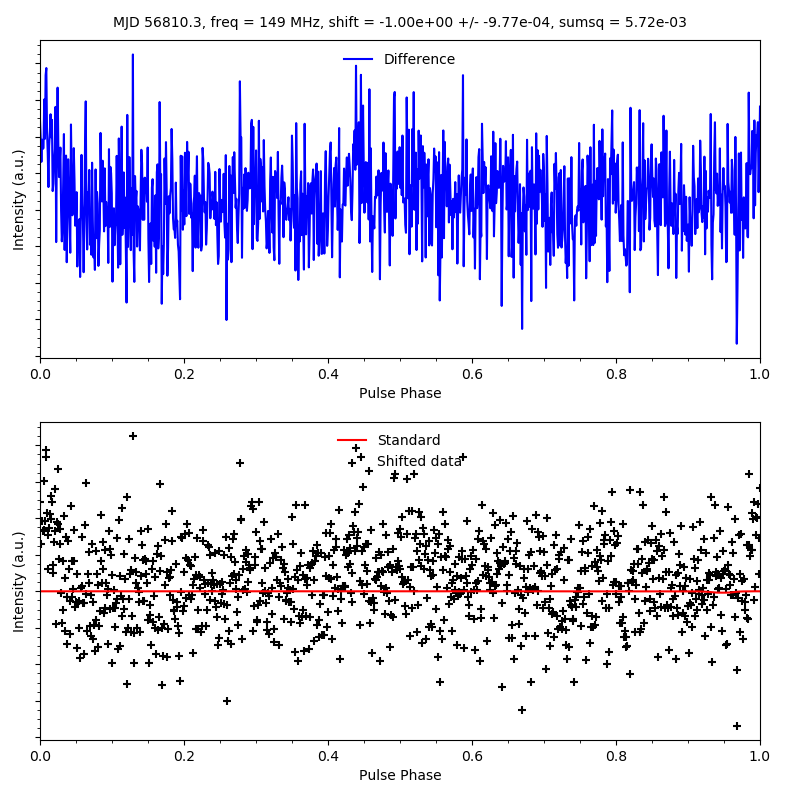 MJD 56810.3, freq = 149 MHz, shift = -1.00e+00 +/- -9.77e-04, sumsq = 5.72e-03
Difference
Intensity (a.u.)
0.0 0.2 0.4 0.6 0.8 1.0
Pulse Phase
Standard
Shifted data
Intensity (a.u.)
0.0 0.2 0.4 0.6 0.8 1.0
Pulse Phase